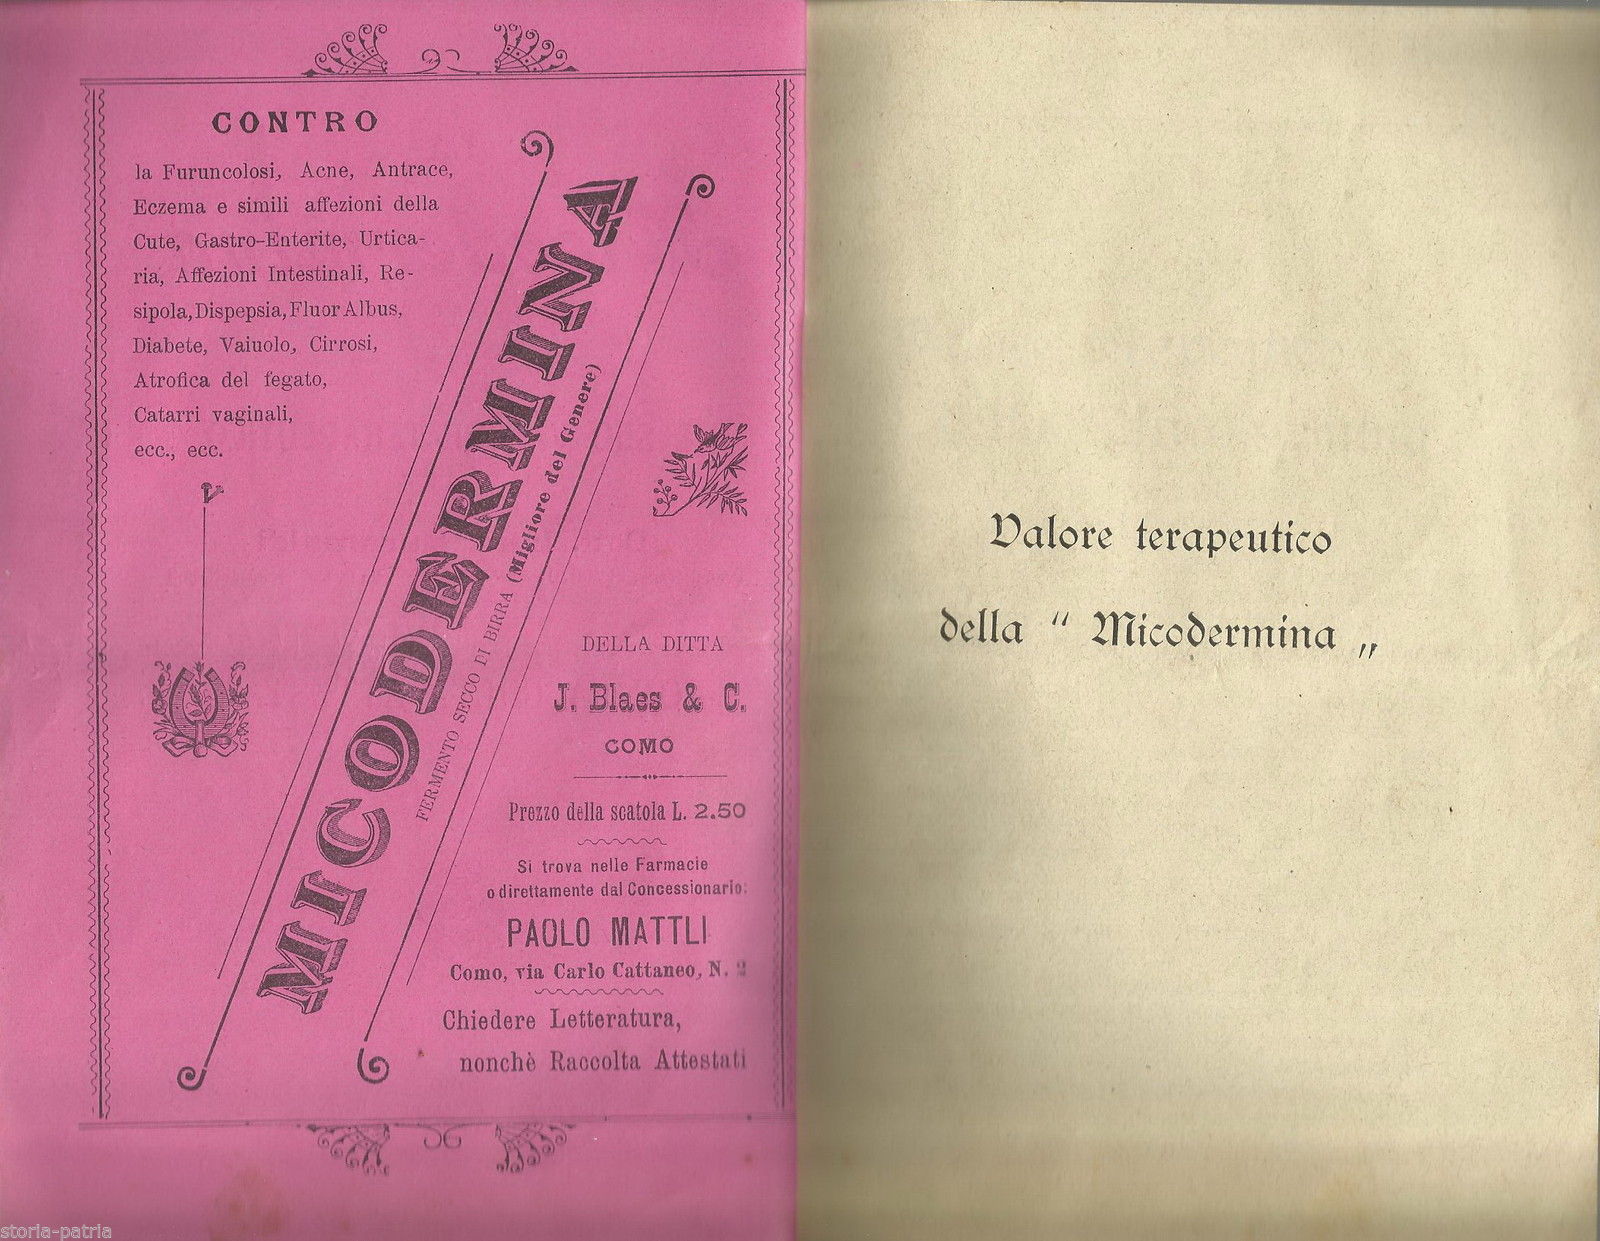 CONTRO
la Furuncolosi, Acne, Antrace,
Eczema e simili affezioni della
Cute, Gastro-Enterite, Urtica-
ria, Affezioni Intestinali, Re-
sipola, Dispepsia, Fluor Albus,
Diabete, Vaiuolo, Cirrosi,
Atrofica del fegato,
Catarri vaginali,
ecc., ecc.
MICODERMINA
FERMENTO SECCO DI BIRRA (Migliore del Genere)
DELLA DITTA
J. Blaes & C.
COMO
Prezzo della scatola L. 2.50
Si trova nelle Farmacie
o direttamente dal Concessionario:
PAOLO MATTLI
Como, via Carlo Cattaneo, N. 2
Chiedere Letteratura,
nonchè Raccolta Attestati
Valore terapeutico
della " Micodermina „
storia-patria